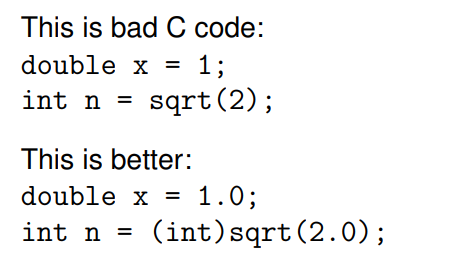 This is bad C code:
double x = 1;
int n = sqrt(2);
This is better:
double x = 1.0;
int n = (int)sqrt(2.0);